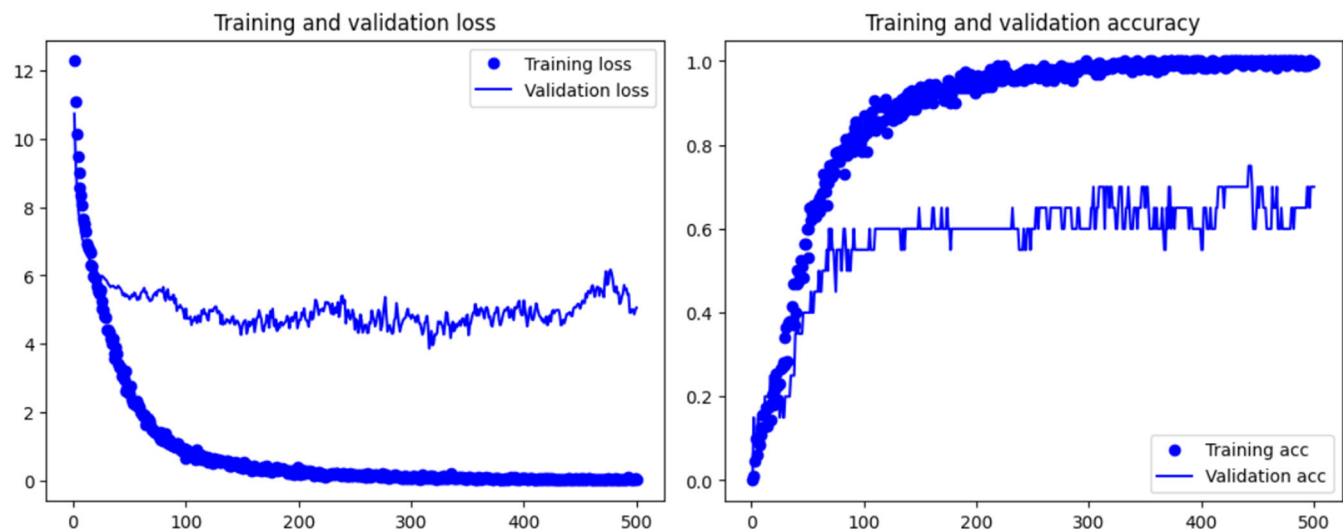 Training and validation loss
Training loss
Validation loss
12
10
8
6
4
2
0
0 100 200 300 400 500
Training and validation accuracy
1.0
0.8
0.6
0.4
0.2
0.0
Training acc
Validation acc
0 100 200 300 400 500